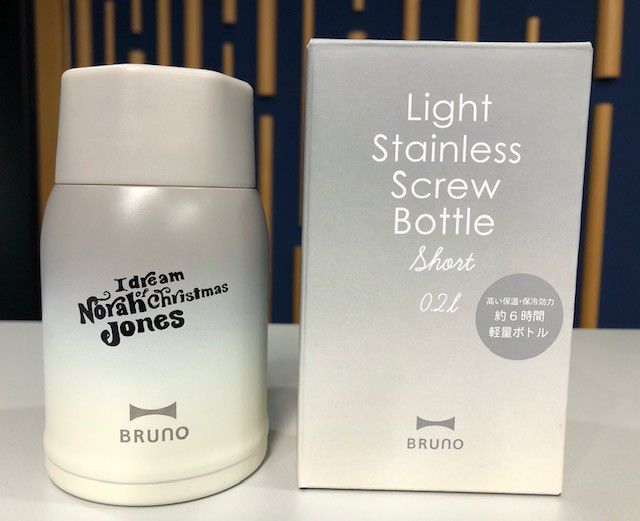 I dream
of
Norah Christmas
Jones
BRUNO
Light
Stainless
Screw
Bottle
Short
0.2ℓ
高い保温・保冷効力
約6時間
軽量ボトル
BRUNO